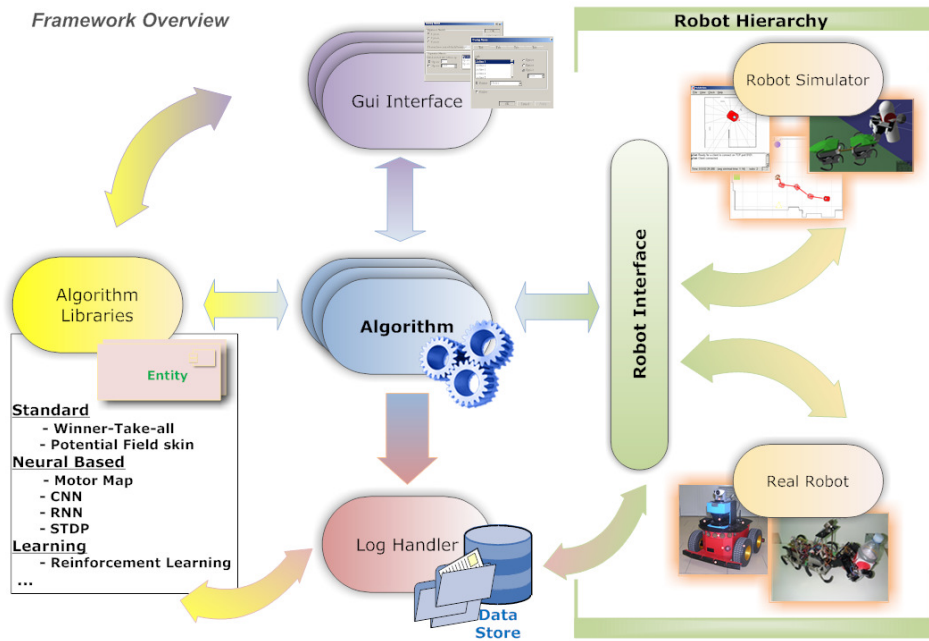 Framework Overview
Robot Hierarchy
Gui Interface
Robot Simulator
Robot Interface
Algorithm
Libraries
Algorithm
Entity
Standard
- Winner-Take-all
- Potential Field skin
Neural Based
- Motor Map
- CNN
- RNN
- STDP
Learning
- Reinforcement Learning
...
Log Handler
Data
Store
Real Robot